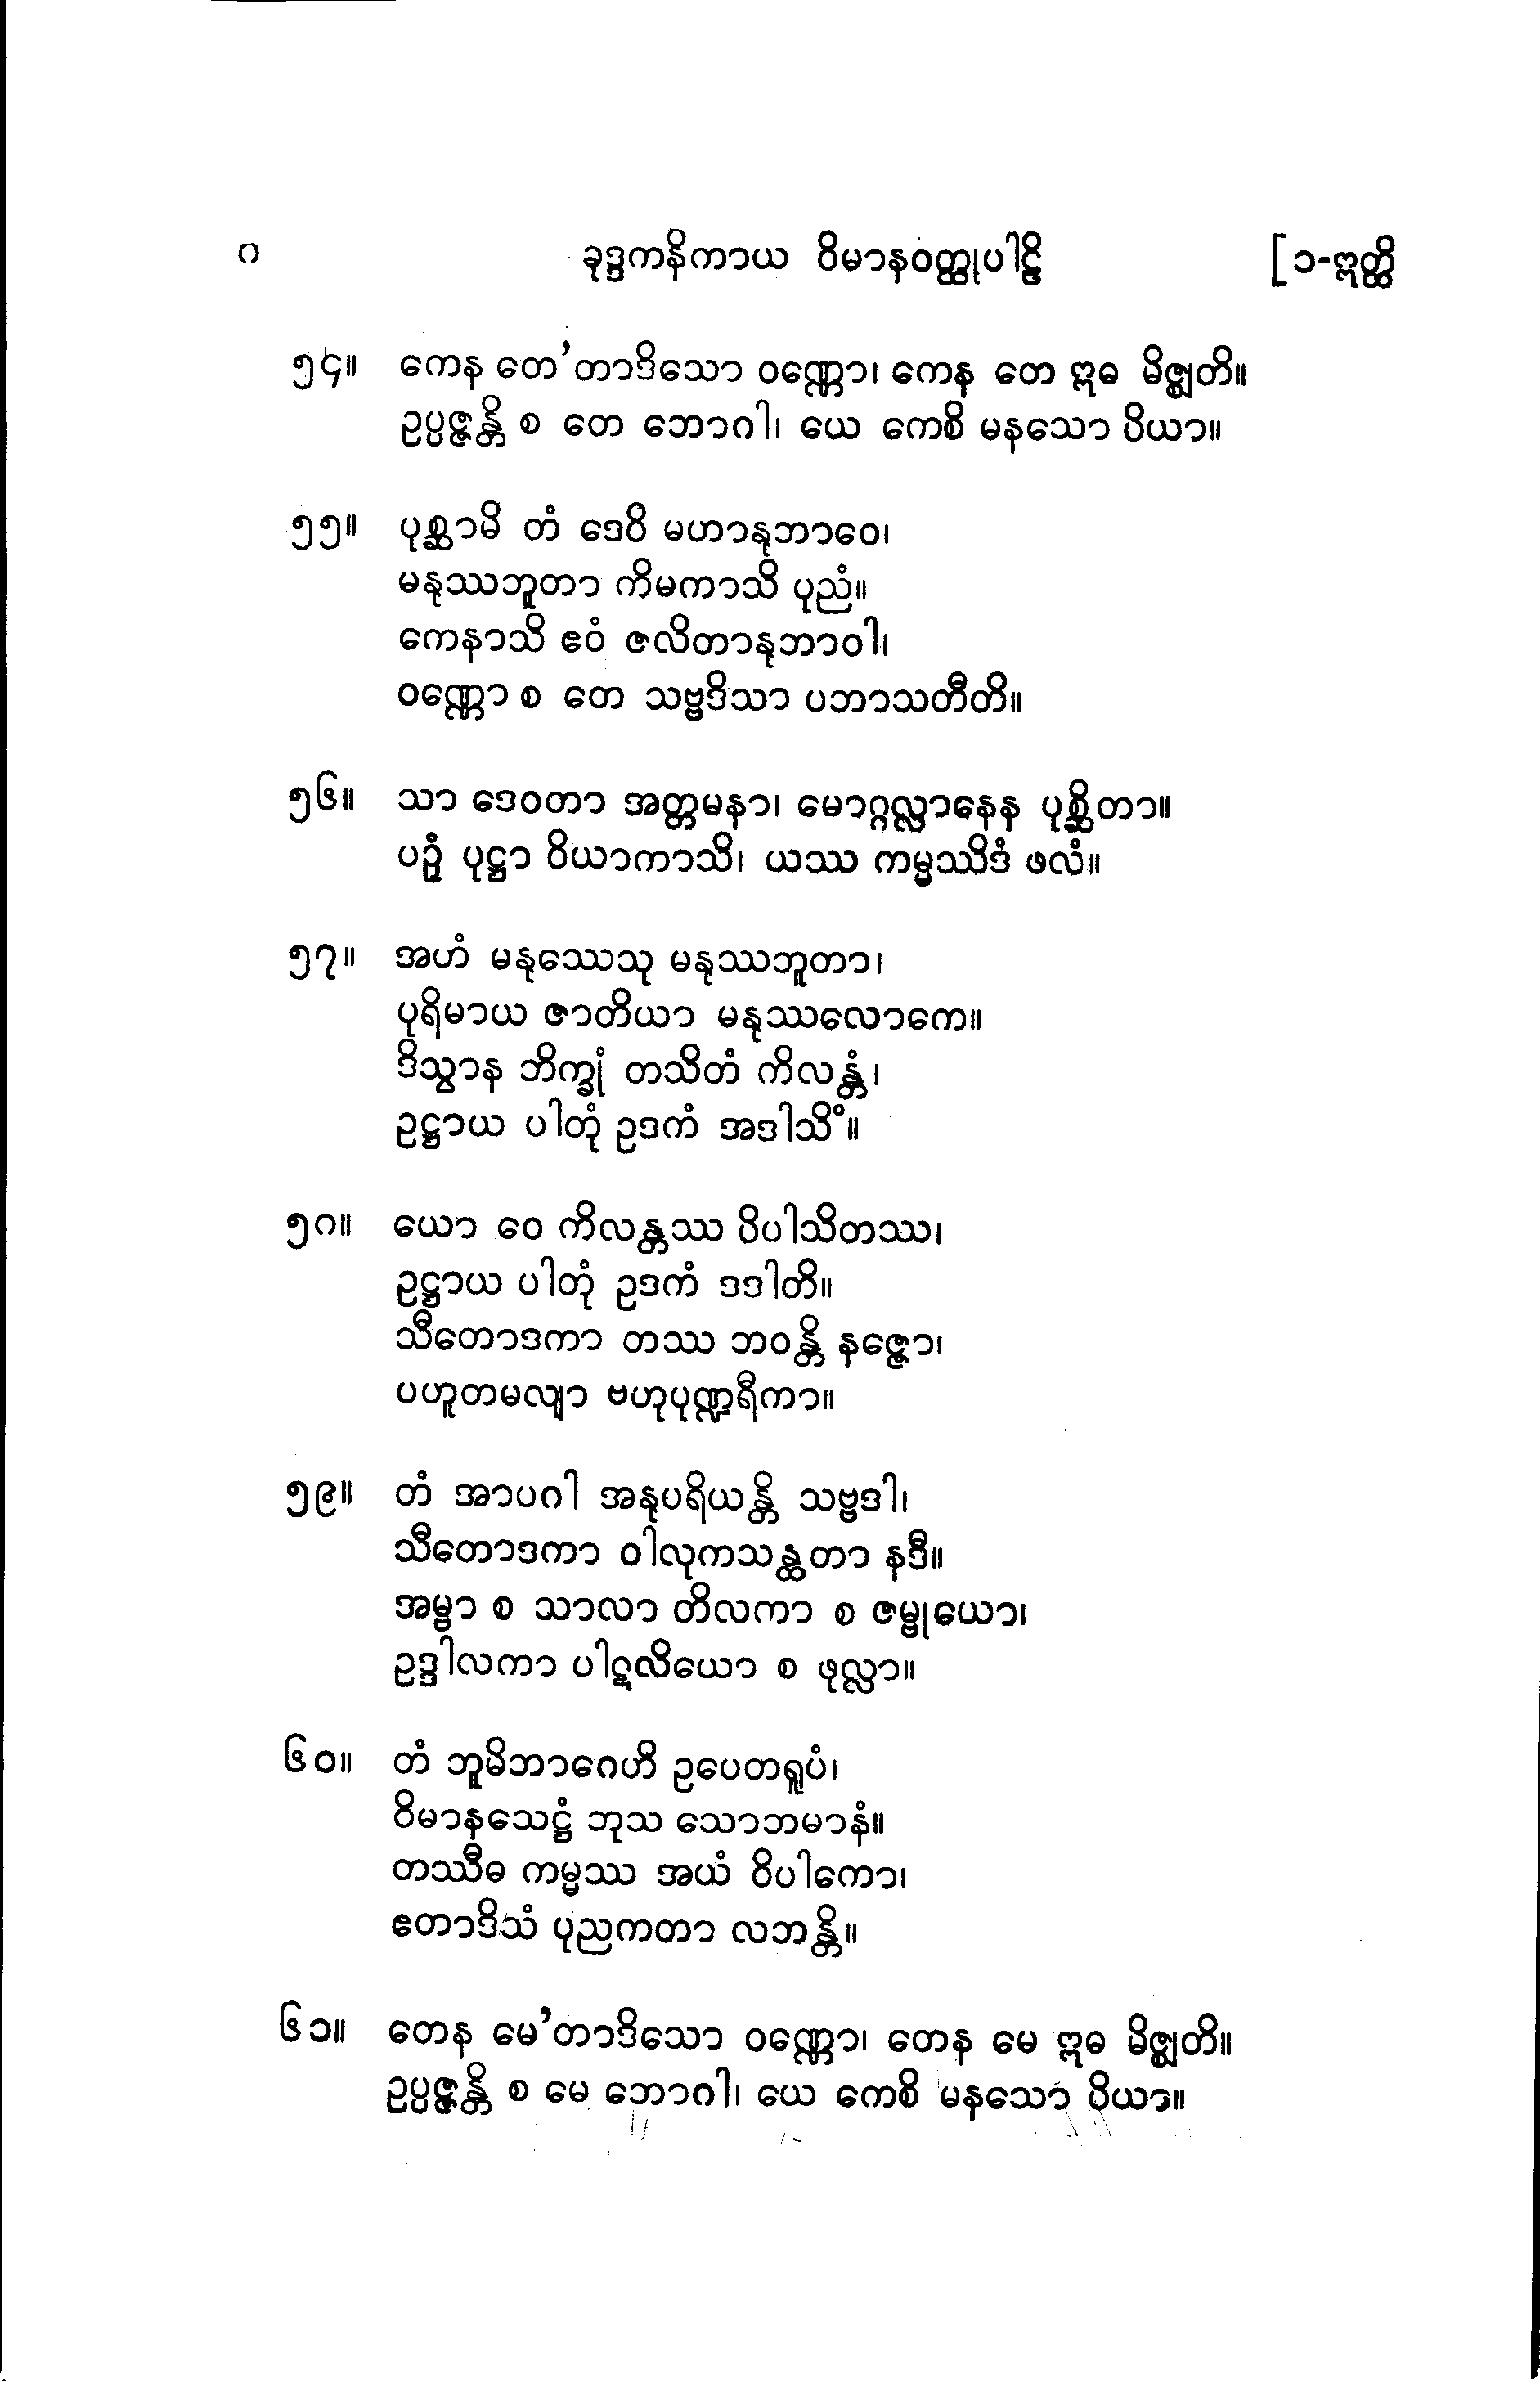 ၈ ခုဒ္ဒကနိကာယ ဝိမာနဝတ္ထုပါဠိ [၁-ဣတ္ထိ
၅၄။ ကေန တေ’တာဒိသော ဝဏ္ဏော၊ ကေန တေ ဣဓ မိဇ္ဈတိ။
ဥပ္ပဇ္ဇန္တိ စ တေ ဘောဂါ၊ ယေ ကေစိ မနသော ပိယာ။
၅၅။ ပုစ္ဆာမိ တံ ဒေဝိ မဟာနုဘာဝေ၊
မနုဿဘူတာ ကိမကာသိ ပုညံ။
ကေနာသိ ဧဝံ ဇလိတာနုဘာဝါ၊
ဝဏ္ဏော စ တေ သဗ္ဗဒိသာ ပဘာသတီတိ။
၅၆။ သာ ဒေဝတာ အတ္တမနာ၊ မောဂ္ဂလ္လာနေန ပုစ္ဆိတာ။
ပဉှံ ပုဋ္ဌာ ဝိယာကာသိ၊ ယဿ ကမ္မဿိဒံ ဖလံ။
၅၇။ အဟံ မနုဿေသု မနုဿဘူတာ၊
ပုရိမာယ ဇာတိယာ မနုဿလောကေ။
ဒိသွာန ဘိက္ခုံ တသိတံ ကိလန္တံ၊
ဥဋ္ဌာယ ပါတုံ ဥဒကံ အဒါသိံ။
၅၈။ ယော ဝေ ကိလန္တဿ ပိပါသိတဿ၊
ဥဋ္ဌာယ ပါတုံ ဥဒကံ ဒဒါတိ။
သီတောဒကာ တဿ ဘဝန္တိ နဇ္ဇော၊
ပဟူတမလျာ ဗဟုပုဏ္ဍရီကာ။
၅၉။ တံ အာပဂါ အနုပရိယန္တိ သဗ္ဗဒါ၊
သီတောဒကာ ဝါလုကသန္ထတာ နဒီ။
အမ္ဗာ စ သာလာ တိလကာ စ ဇမ္ဗုယော၊
ဥဒ္ဒါလကာ ပါဋလိယော စ ဖုလ္လာ။
၆၀။ တံ ဘူမိဘာဂေဟိ ဥပေတရူပံ၊
ဝိမာနသေဋ္ဌံ ဘုသ သောဘမာနံ။
တဿီဓ ကမ္မဿ အယံ ဝိပါကော၊
ဧတာဒိသံ ပုညကတာ လဘန္တိ။
၆၁။ တေန မေ’တာဒိသော ဝဏ္ဏော၊ တေန မေ ဣဓ မိဇ္ဈတိ။
ဥပ္ပဇ္ဇန္တိ စ မေ ဘောဂါ၊ ယေ ကေစိ မနသော ပိယာ။